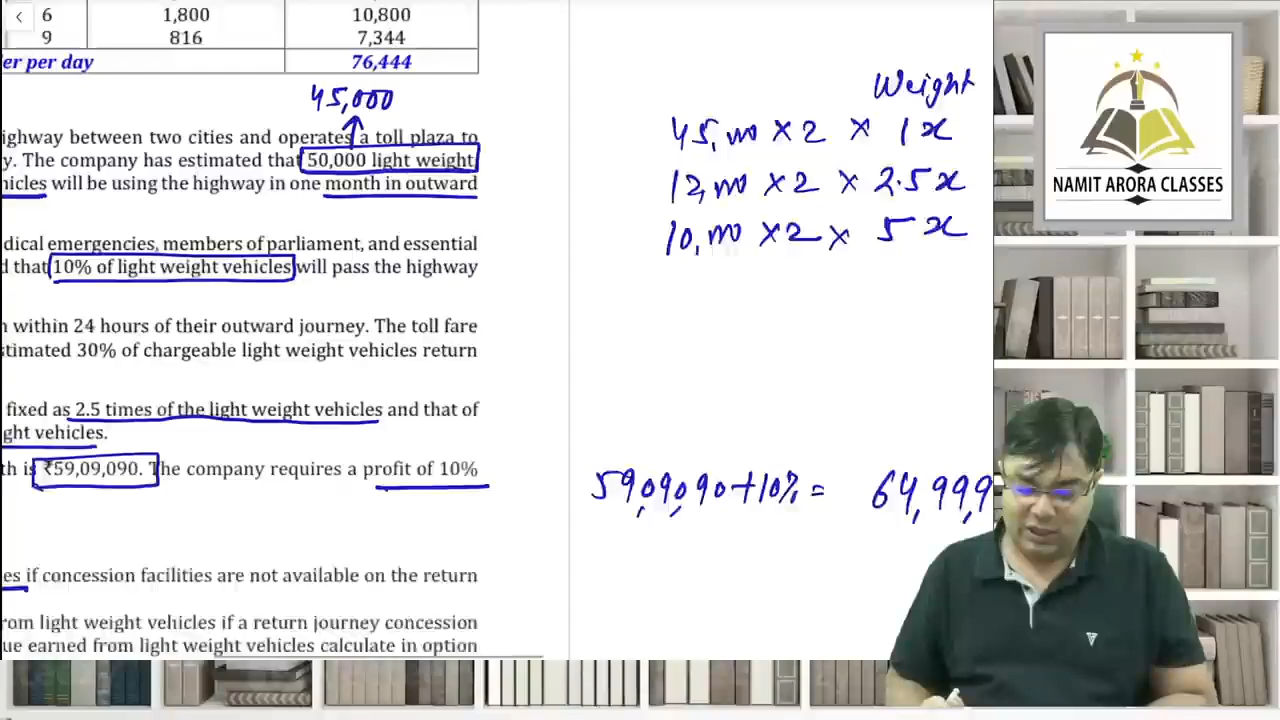 6 1,800 10,800
9 816 7,344
er per day 76,444
45,000
ighway between two cities and operates a toll plaza to
y. The company has estimated that 50,000 light weight
hicles will be using the highway in one month in outward
dical emergencies, members of parliament, and essential
d that 10% of light weight vehicles will pass the highway
n within 24 hours of their outward journey. The toll fare
stimated 30% of chargeable light weight vehicles return
fixed as 2.5 times of the light weight vehicles and that of
ght vehicles.
th is ₹59,09,090. The company requires a profit of 10%
es if concession facilities are not available on the return
rom light weight vehicles if a return journey concession
ue earned from light weight vehicles calculate in option
Weight
45,000 × 2 × 1x
12,000 × 2 × 2.5x
10,000 × 2 × 5x
59,09,090 + 10% = 64,99,9
NAMIT ARORA CLASSES